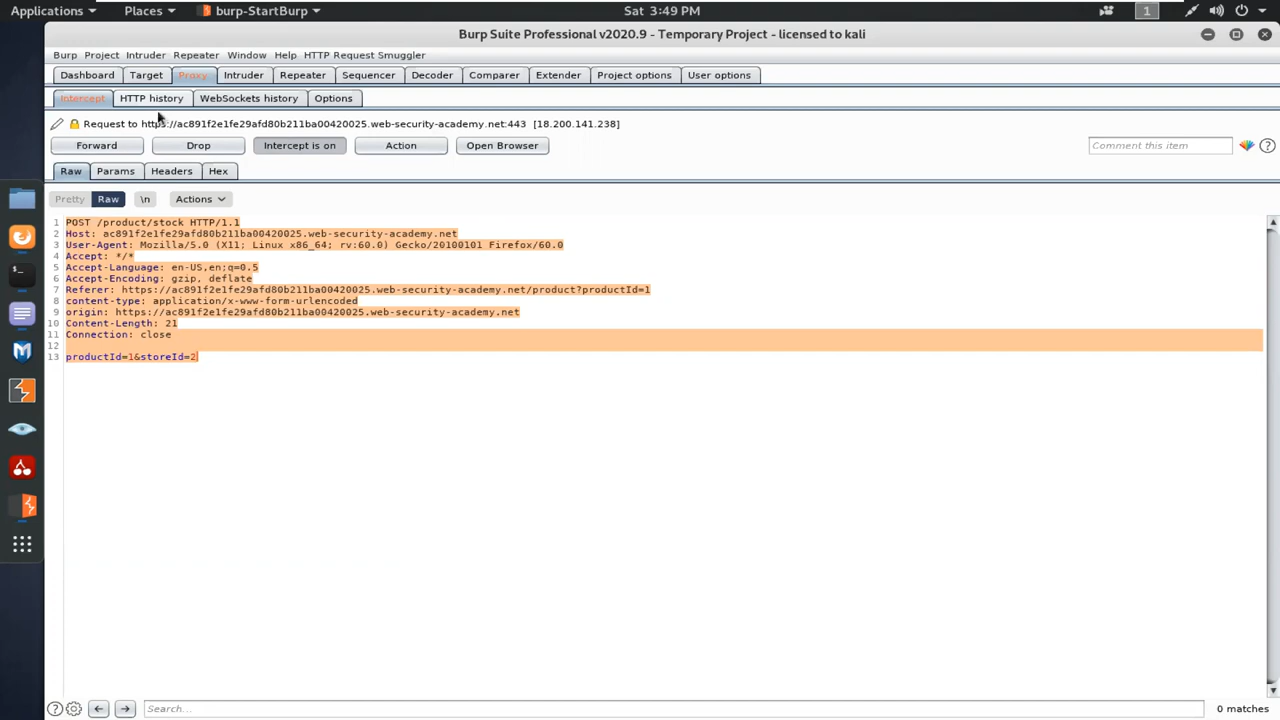 Applications Places burp-StartBurp Sat 3:49 PM 1
Burp Suite Professional v2020.9 - Temporary Project - licensed to kali
Burp Project Intruder Repeater Window Help HTTP Request Smuggler
Dashboard Target Proxy Intruder Repeater Sequencer Decoder Comparer Extender Project options User options
Intercept HTTP history WebSockets history Options
Request to https://ac891f2e1fe29afd80b211ba00420025.web-security-academy.net:443 [18.200.141.238]
Forward Drop Intercept is on Action Open Browser Comment this item ?
Raw Params Headers Hex
Pretty Raw \n Actions
1 POST /product/stock HTTP/1.1
2 Host: ac891f2e1fe29afd80b211ba00420025.web-security-academy.net
3 User-Agent: Mozilla/5.0 (X11; Linux x86_64; rv:60.0) Gecko/20100101 Firefox/60.0
4 Accept: */*
5 Accept-Language: en-US,en;q=0.5
6 Accept-Encoding: gzip, deflate
7 Referer: https://ac891f2e1fe29afd80b211ba00420025.web-security-academy.net/product?productId=1
8 content-type: application/x-www-form-urlencoded
9 origin: https://ac891f2e1fe29afd80b211ba00420025.web-security-academy.net
10 Content-Length: 21
11 Connection: close
12
13 productId=1&storeId=2
? Search... 0 matches